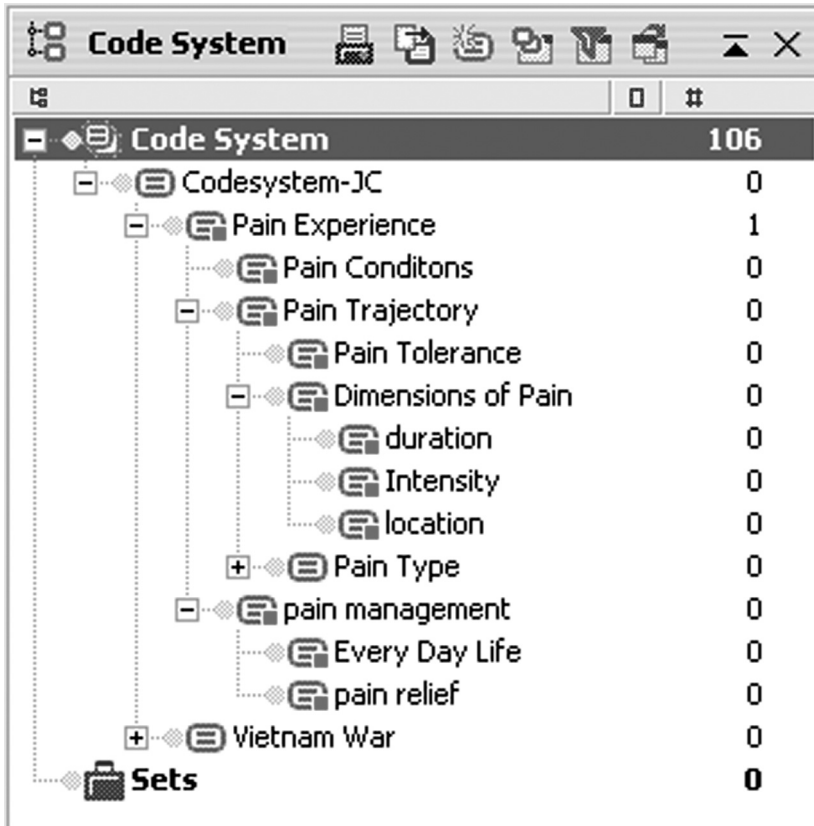 Code System
#
Code System 106
Codesystem-JC 0
Pain Experience 1
Pain Conditons 0
Pain Trajectory 0
Pain Tolerance 0
Dimensions of Pain 0
duration 0
Intensity 0
location 0
Pain Type 0
pain management 0
Every Day Life 0
pain relief 0
Vietnam War 0
Sets 0